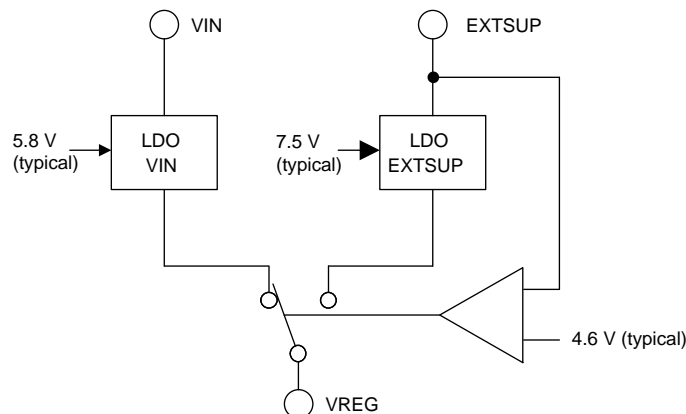 VIN
EXTSUP
5.8 V
(typical)
LDO
VIN
7.5 V
(typical)
LDO
EXTSUP
4.6 V (typical)
VREG